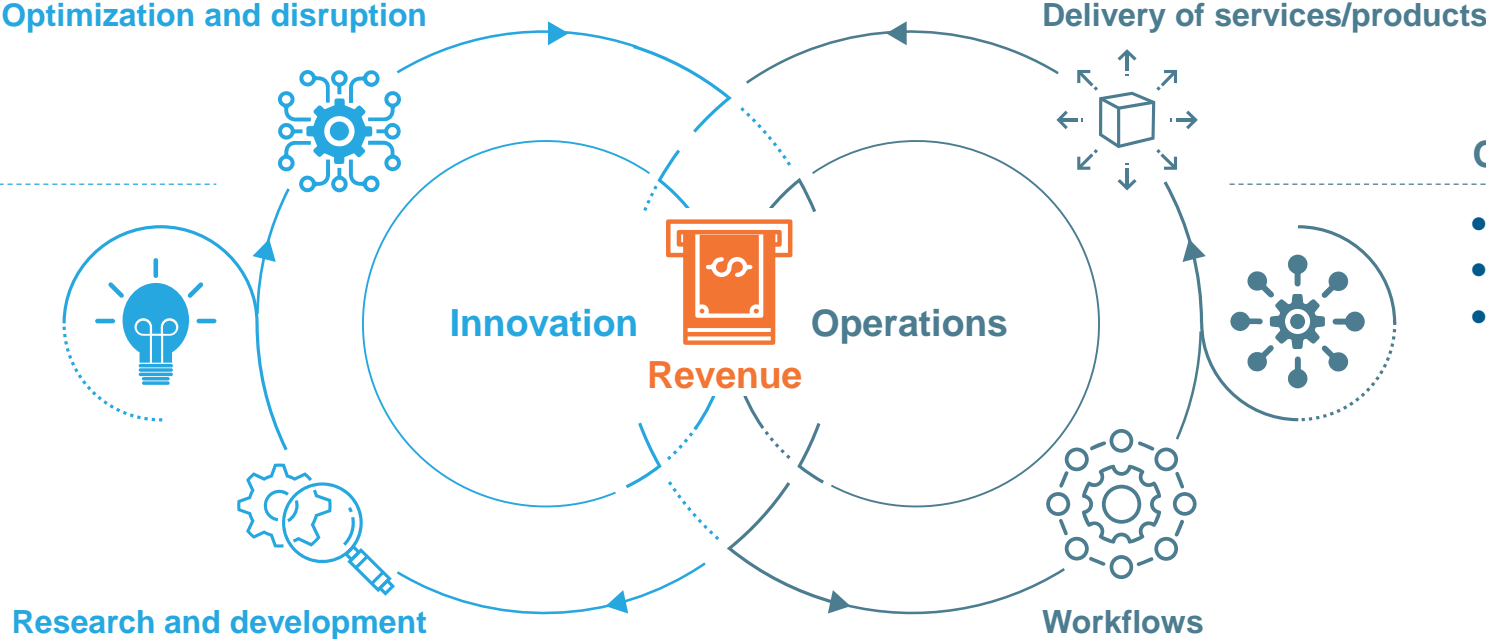 Optimization and disruption
Delivery of services/products
Innovation
Operations
Revenue
Research and development
Workflows